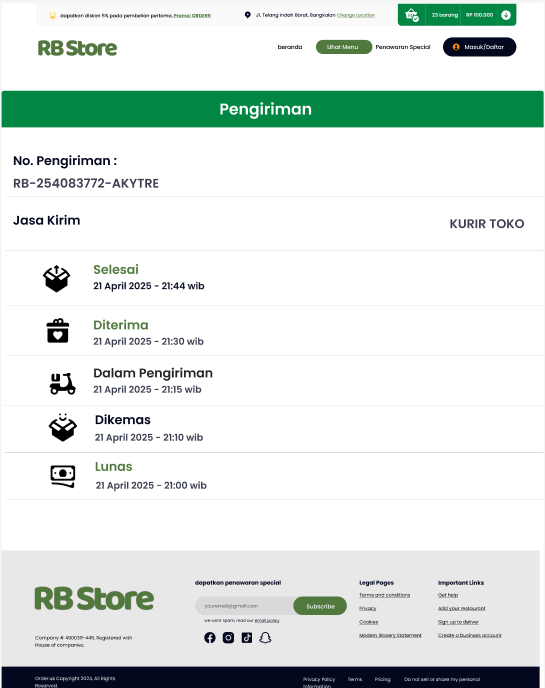 dapatkan diskon 5% pada pembelian pertama, Promo: ORDER5
Jl. Telang Indah Barat, Bangkalan Change Location
23 barang
RP 100.000
RB Store
beranda
Lihat Menu
Penawaran Special
Masuk/Daftar
Pengiriman
No. Pengiriman :
RB-254083772-AKYTRE
Jasa Kirim
KURIR TOKO
Selesai
21 April 2025 - 21:44 wib
Diterima
21 April 2025 - 21:30 wib
Dalam Pengiriman
21 April 2025 - 21:15 wib
Dikemas
21 April 2025 - 21:10 wib
Lunas
21 April 2025 - 21:00 wib
RB Store
Company # 490039-445, Registered with
House of companies.
dapatkan penawaran special
youremail@gmail.com
Subscribe
we wont spam, read our email policy
Legal Pages
Terms and conditions
Privacy
Cookies
Modern Slavery Statement
Important Links
Get help
Add your restaurant
Sign up to deliver
Create a business account
Order.uk Copyright 2024, All Rights
Reserved.
Privacy Policy
Terms
Pricing
Do not sell or share my personal
information